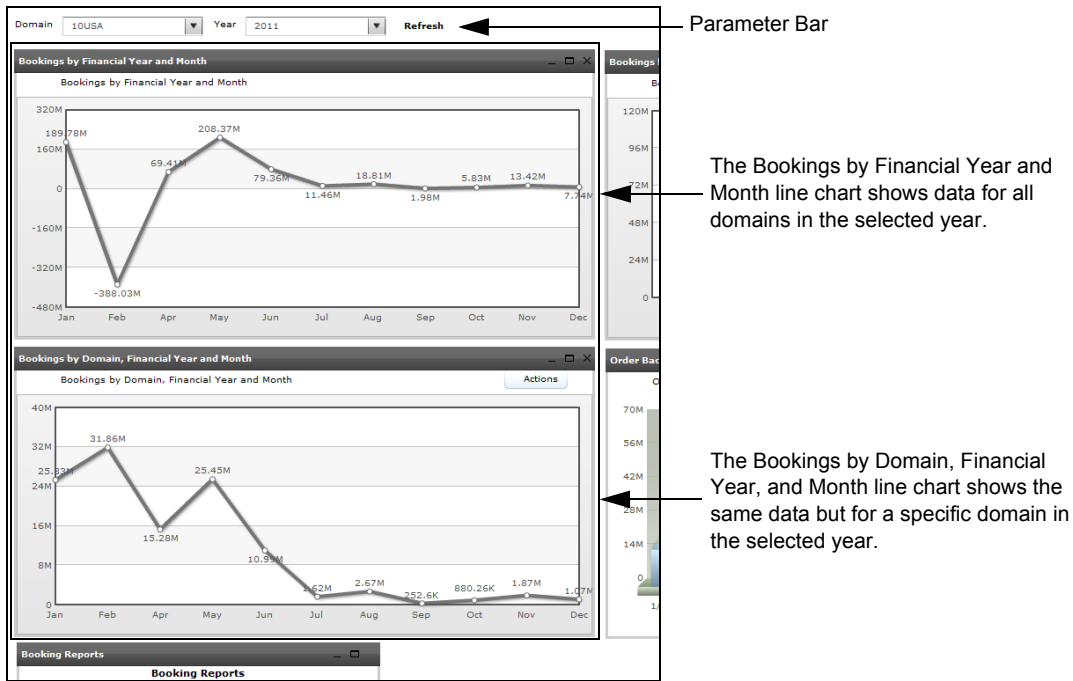 Domain 10USA Year 2011 Refresh
Parameter Bar
Bookings by Financial Year and Month
Bookings by Financial Year and Month
320M
160M
0
-160M
-320M
-480M
189.78M
-388.03M
69.41M
208.37M
79.36M
11.46M
18.81M
1.98M
5.83M
13.42M
7.74M
Jan Feb Apr May Jun Jul Aug Sep Oct Nov Dec
Bookings
120M
96M
72M
48M
24M
0
The Bookings by Financial Year and
Month line chart shows data for all
domains in the selected year.
Bookings by Domain, Financial Year and Month
Bookings by Domain, Financial Year and Month
Actions
40M
32M
24M
16M
8M
0
31.86M
15.28M
25.45M
10.99M
2.67M
252.6K
880.26K
1.87M
1.07M
Jan Feb Apr May Jun Jul Aug Sep Oct Nov Dec
Order Bac
O
70M
56M
42M
28M
14M
0
1/
The Bookings by Domain, Financial
Year, and Month line chart shows the
same data but for a specific domain in
the selected year.
Booking Reports
Booking Reports